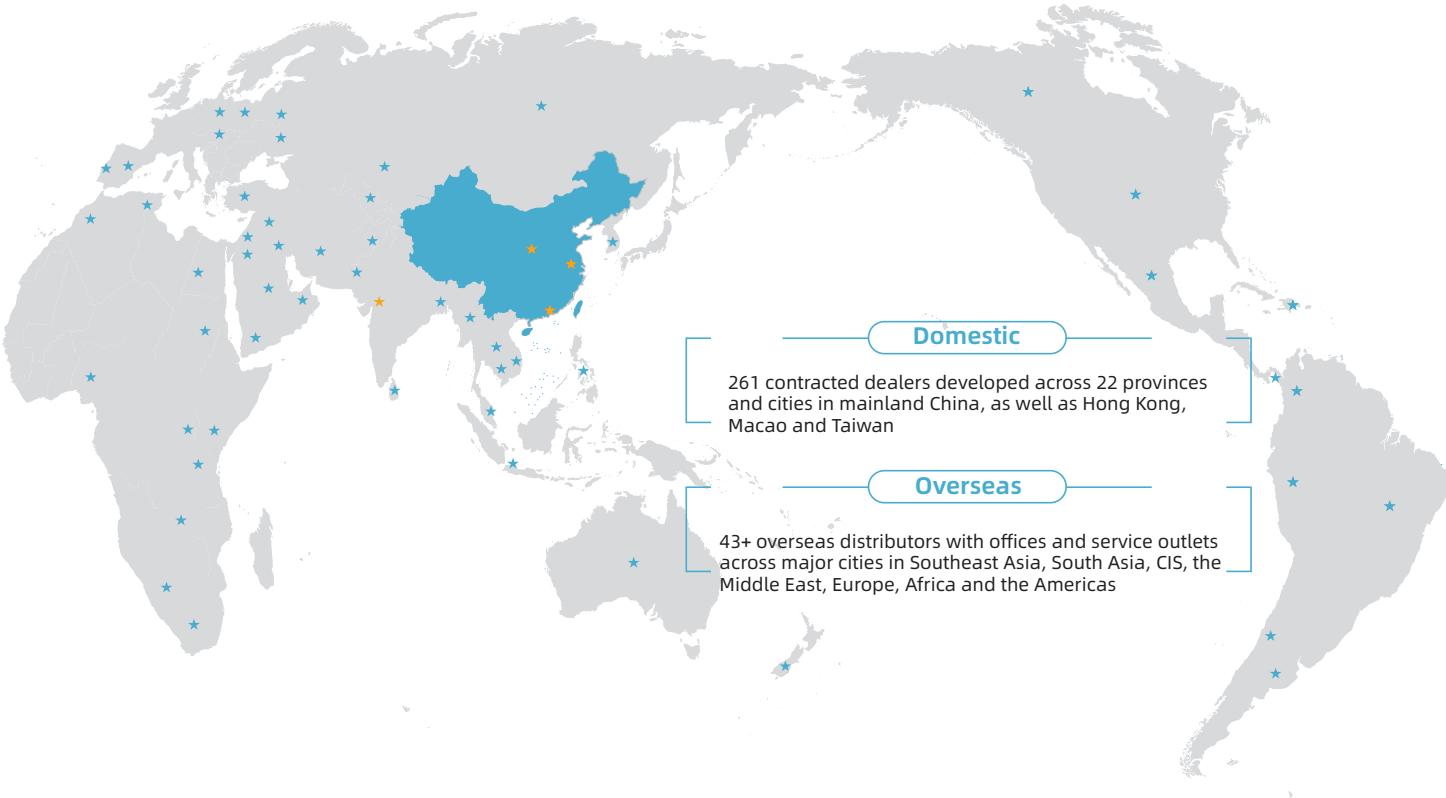 Domestic
261 contracted dealers developed across 22 provinces
and cities in mainland China, as well as Hong Kong,
Macao and Taiwan
Overseas
43+ overseas distributors with offices and service outlets
across major cities in Southeast Asia, South Asia, CIS, the
Middle East, Europe, Africa and the Americas